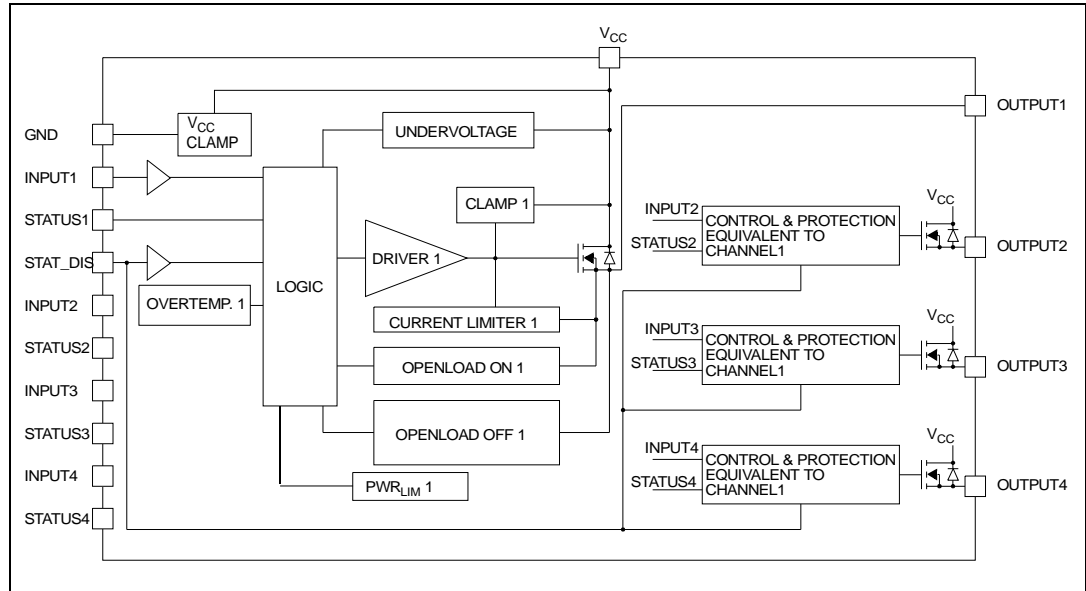 VCC
OUTPUT1
GND
VCC
CLAMP
UNDERVOLTAGE
INPUT1
STATUS1
CLAMP 1
STAT_DIS
DRIVER 1
LOGIC
OVERTEMP. 1
INPUT2
CURRENT LIMITER 1
STATUS2
OPENLOAD ON 1
INPUT3
STATUS3
OPENLOAD OFF 1
INPUT4
PWRLIM 1
STATUS4
INPUT2
STATUS2
CONTROL & PROTECTION
EQUIVALENT TO
CHANNEL1
VCC
OUTPUT2
INPUT3
STATUS3
CONTROL & PROTECTION
EQUIVALENT TO
CHANNEL1
VCC
OUTPUT3
INPUT4
STATUS4
CONTROL & PROTECTION
EQUIVALENT TO
CHANNEL1
VCC
OUTPUT4